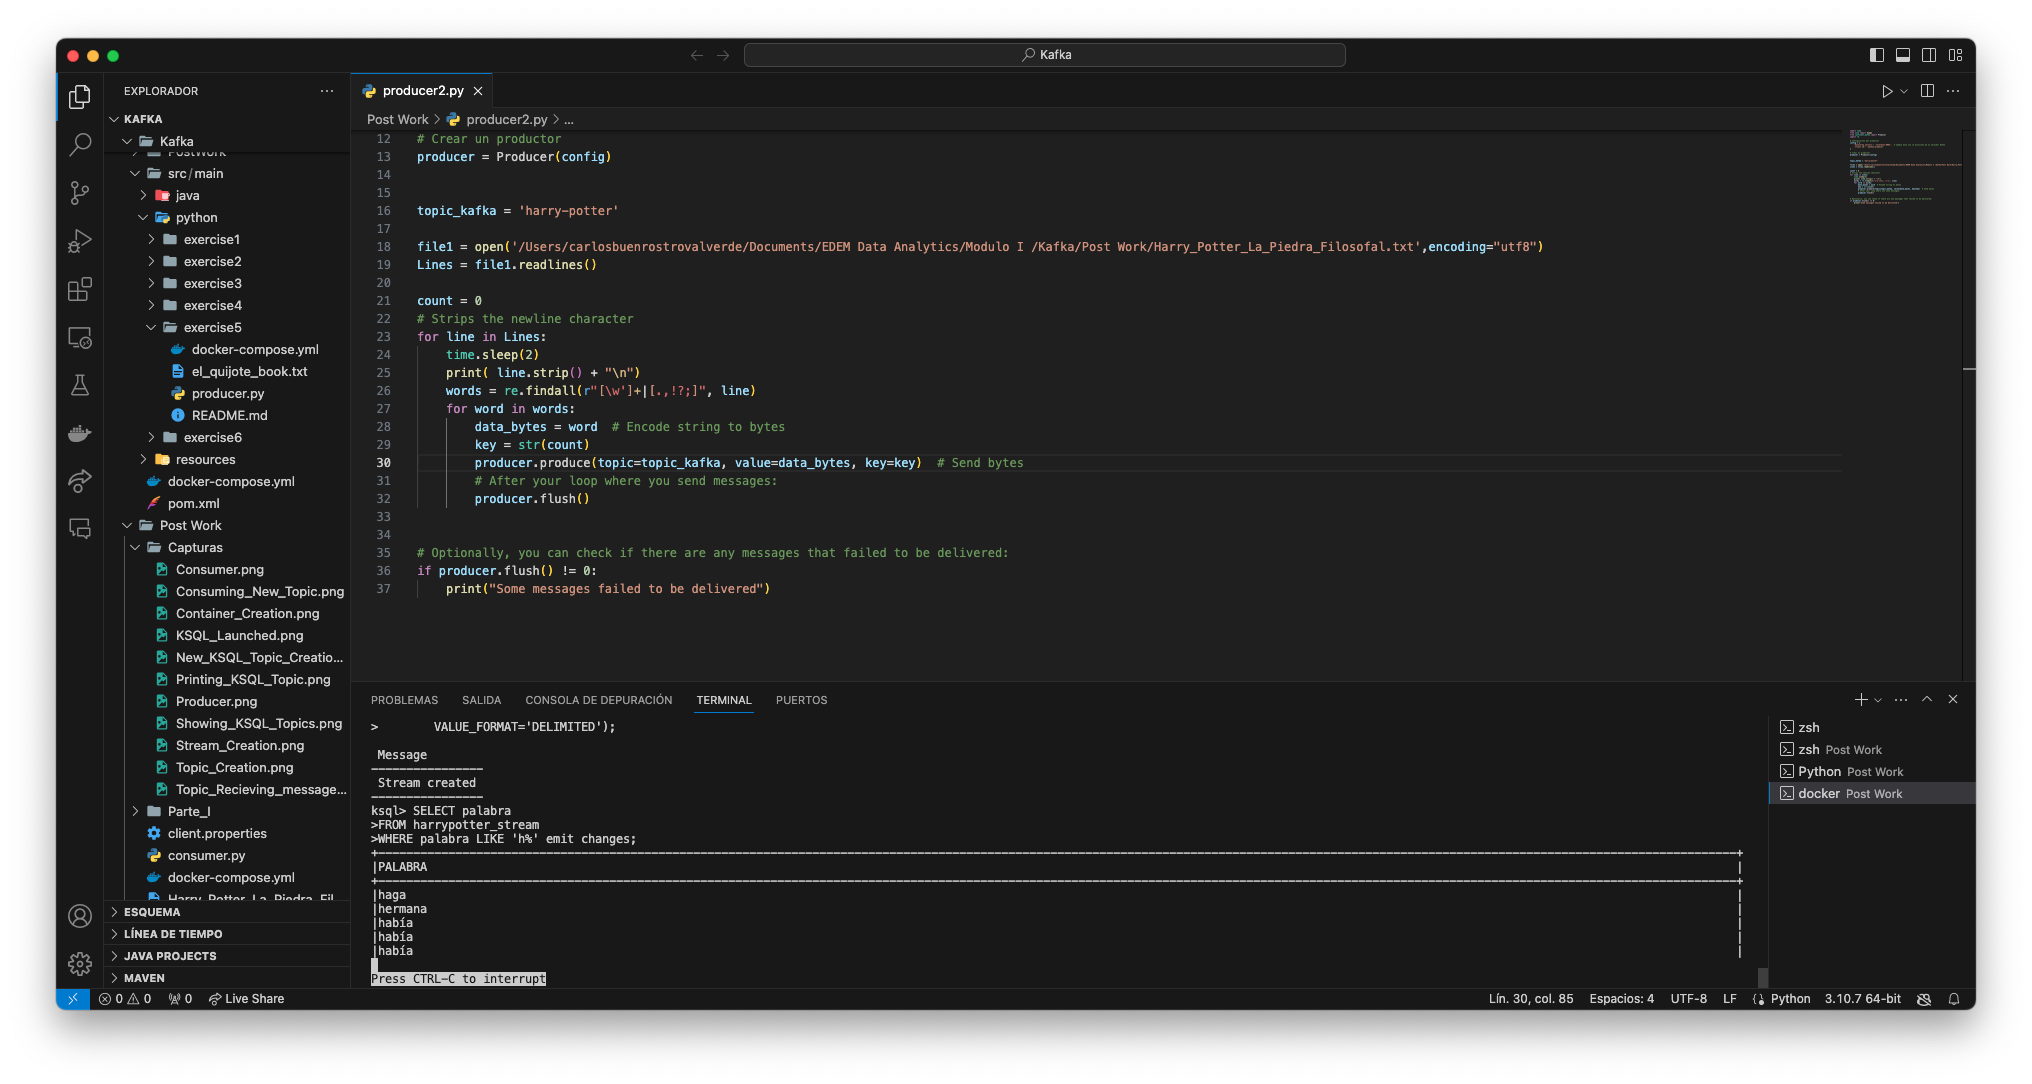 Kafka
EXPLORADOR
KAFKA
Kafka
PostWork
src/main
java
python
exercise1
exercise2
exercise3
exercise4
exercise5
docker-compose.yml
el_quijote_book.txt
producer.py
README.md
exercise6
resources
docker-compose.yml
pom.xml
Post Work
Capturas
Consumer.png
Consuming_New_Topic.png
Container_Creation.png
KSQL_Launched.png
New_KSQL_Topic_Creatio...
Printing_KSQL_Topic.png
Producer.png
Showing_KSQL_Topics.png
Stream_Creation.png
Topic_Creation.png
Topic_Recieving_message...
Parte_I
client.properties
consumer.py
docker-compose.yml
Harry_Potter_La_Piedra_Fil...
ESQUEMA
LÍNEA DE TIEMPO
JAVA PROJECTS
MAVEN
producer2.py
Post Work > producer2.py > ...
12 # Crear un productor
13 producer = Producer(config)
14
15
16 topic_kafka = 'harry-potter'
17
18 file1 = open('/Users/carlosbuenrostrovalverde/Documents/EDEM Data Analytics/Modulo I /Kafka/Post Work/Harry_Potter_La_Piedra_Filosofal.txt',encoding="utf8")
19 Lines = file1.readlines()
20
21 count = 0
22 # Strips the newline character
23 for line in Lines:
24 time.sleep(2)
25 print( line.strip() + "\n")
26 words = re.findall(r"[\w']+|[.,!?;]", line)
27 for word in words:
28 data_bytes = word # Encode string to bytes
29 key = str(count)
30 producer.produce(topic=topic_kafka, value=data_bytes, key=key) # Send bytes
31 # After your loop where you send messages:
32 producer.flush()
33
34
35 # Optionally, you can check if there are any messages that failed to be delivered:
36 if producer.flush() != 0:
37 print("Some messages failed to be delivered")
PROBLEMAS SALIDA CONSOLA DE DEPURACIÓN TERMINAL PUERTOS
> VALUE_FORMAT='DELIMITED');
Message
----------------
Stream created
----------------
ksql> SELECT palabra
>FROM harrypotter_stream
>WHERE palabra LIKE 'h%' emit changes;
|PALABRA |
|haga |
|hermana |
|había |
|había |
|había |
Press CTRL-C to interrupt
zsh
zsh Post Work
Python Post Work
docker Post Work
0 0 0 Live Share
Lín. 30, col. 85 Espacios: 4 UTF-8 LF Python 3.10.7 64-bit